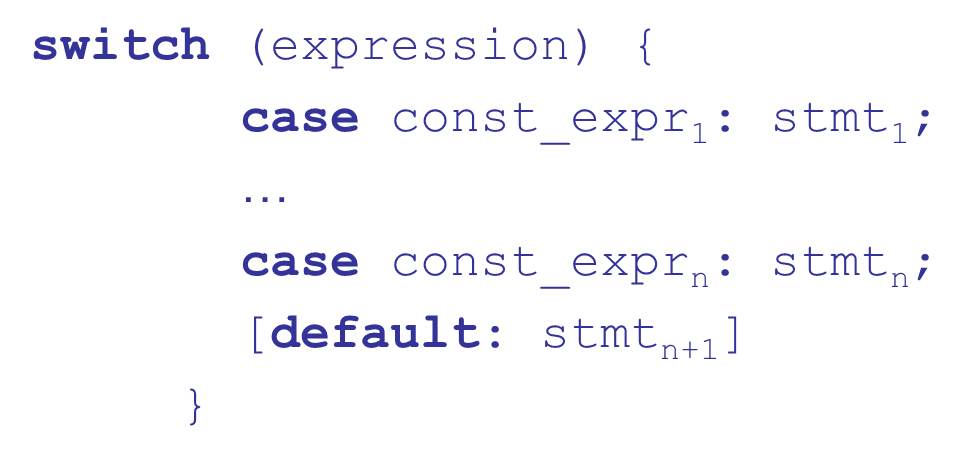 switch (expression) {
case const_expr₁: stmt₁;
…
case const_exprₙ: stmtₙ;
[default: stmtₙ₊₁]
}